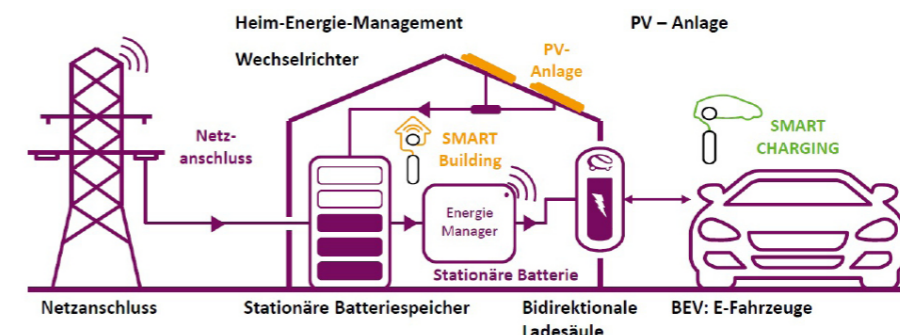 Heim-Energie-Management
PV – Anlage
Wechselrichter
PV-
Anlage
Netz-
anschluss
SMART
Building
SMART
CHARGING
Energie
Manager
Stationäre Batterie
Netzanschluss
Stationäre Batteriespeicher
Bidirektionale
Ladesäule
BEV: E-Fahrzeuge